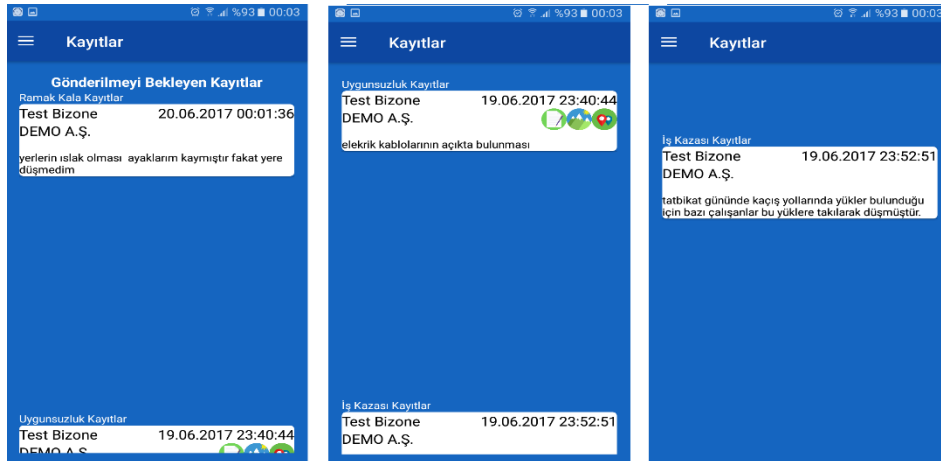 %93 00:03
Kayıtlar
Gönderilmeyi Bekleyen Kayıtlar
Ramak Kala Kayıtlar
Test Bizone 20.06.2017 00:01:36
DEMO A.Ş.
yerlerin ıslak olması ayaklarım kaymıştır fakat yere
düşmedim
Uygunsuzluk Kayıtlar
Test Bizone 19.06.2017 23:40:44
DEMO A.Ş.
%93 00:03
Kayıtlar
Uygunsuzluk Kayıtlar
Test Bizone 19.06.2017 23:40:44
DEMO A.Ş.
elekrik kablolarının açıkta bulunması
İş Kazası Kayıtlar
Test Bizone 19.06.2017 23:52:51
DEMO A.Ş.
%93 00:03
Kayıtlar
İş Kazası Kayıtlar
Test Bizone 19.06.2017 23:52:51
DEMO A.Ş.
tatbikat gününde kaçış yollarında yükler bulunduğu
için bazı çalışanlar bu yüklere takılarak düşmüştür.